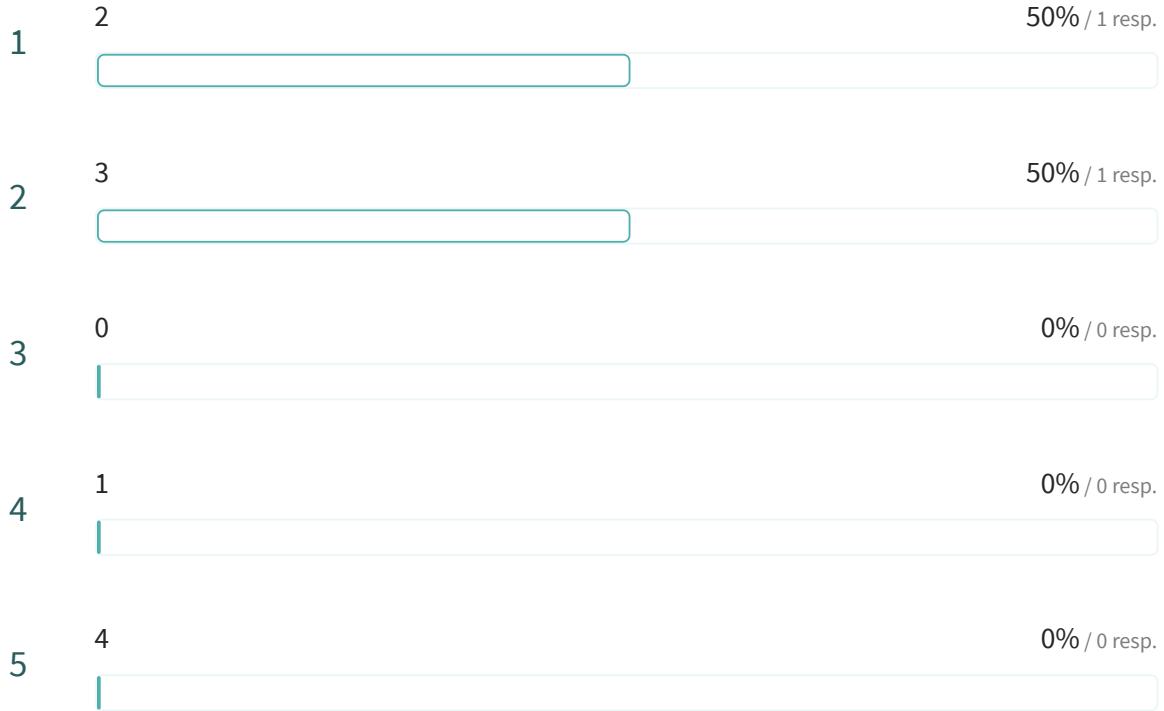 1
2 50% / 1 resp.
2
3 50% / 1 resp.
3
0 0% / 0 resp.
4
1 0% / 0 resp.
5
4 0% / 0 resp.